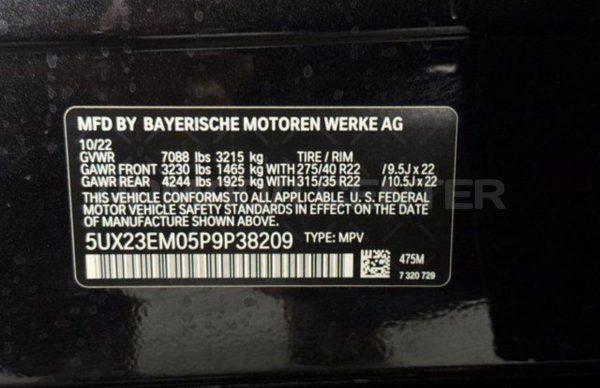 MFD BY BAYERISCHE MOTOREN WERKE AG
10/22
GVWR 7088 lbs 3215 kg TIRE / RIM
GAWR FRONT 3230 lbs 1465 kg WITH 275/40 R22 /9.5J x 22
GAWR REAR 4244 lbs 1925 kg WITH 315/35 R22 /10.5J x 22
THIS VEHICLE CONFORMS TO ALL APPLICABLE U. S. FEDERAL
MOTOR VEHICLE SAFETY STANDARDS IN EFFECT ON THE DATE
OF MANUFACTURE SHOWN ABOVE.
5UX23EM05P9P38209 TYPE: MPV
475M
7 320 729